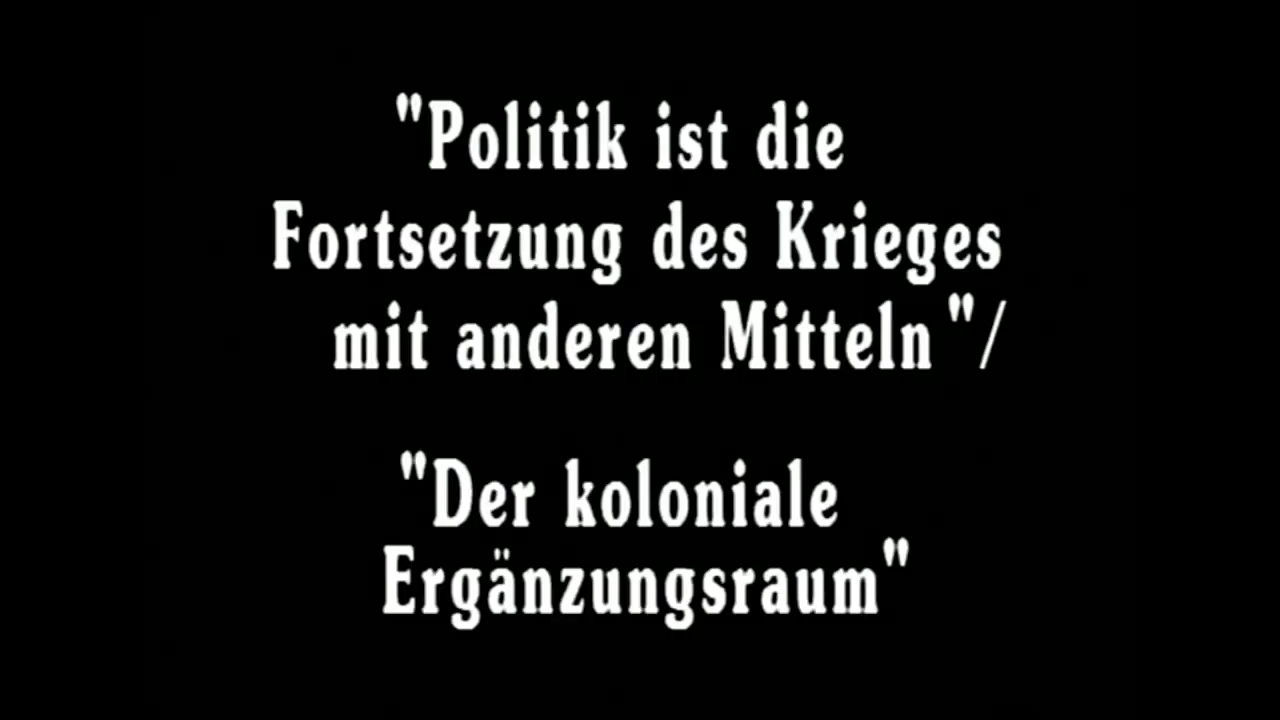 "Politik ist die
Fortsetzung des Krieges
mit anderen Mitteln"/
"Der koloniale
Ergänzungsraum"